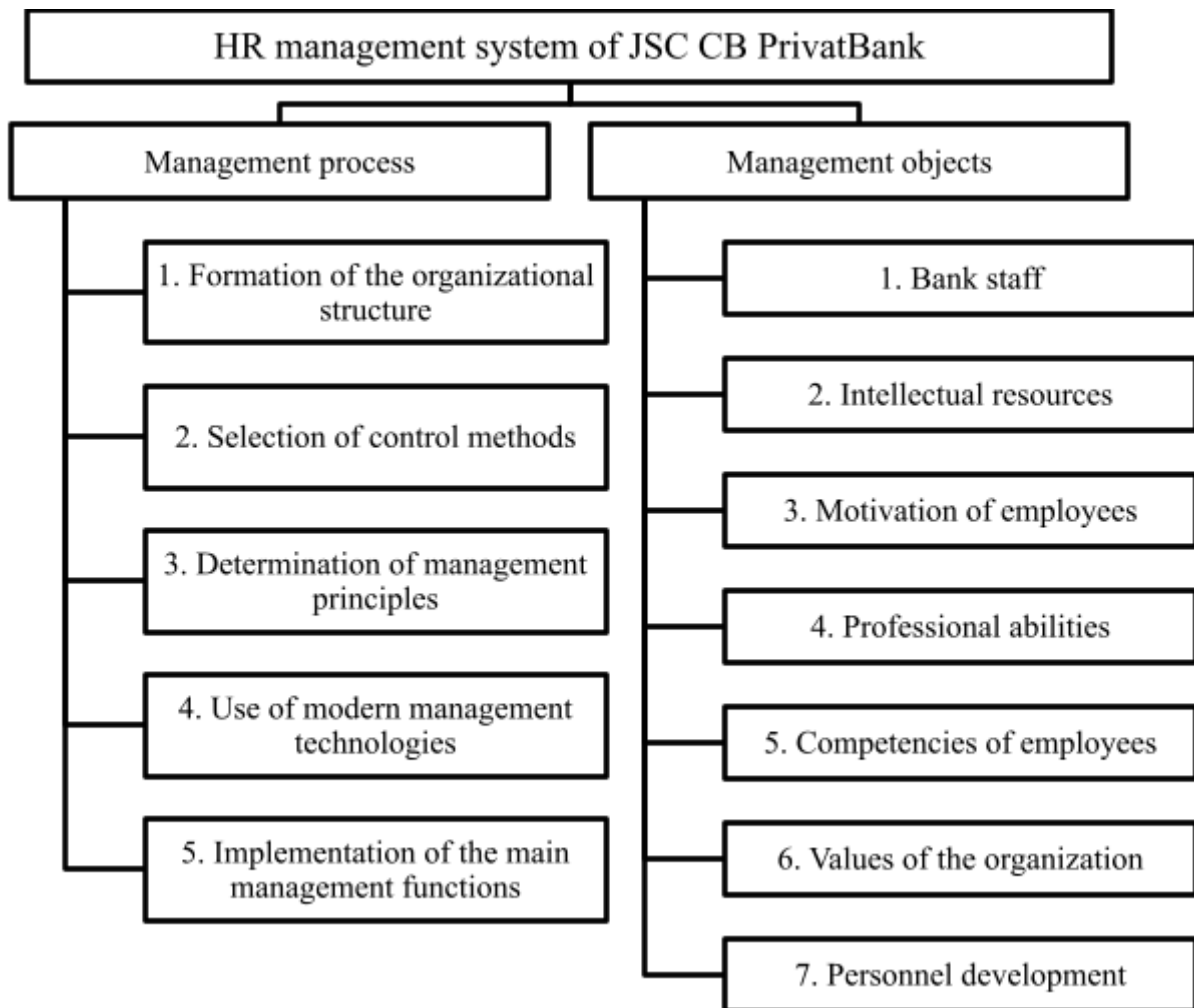 HR management system of JSC CB PrivatBank
Management process
1. Formation of the organizational
structure
2. Selection of control methods
3. Determination of management
principles
4. Use of modern management
technologies
5. Implementation of the main
management functions
Management objects
1. Bank staff
2. Intellectual resources
3. Motivation of employees
4. Professional abilities
5. Competencies of employees
6. Values of the organization
7. Personnel development